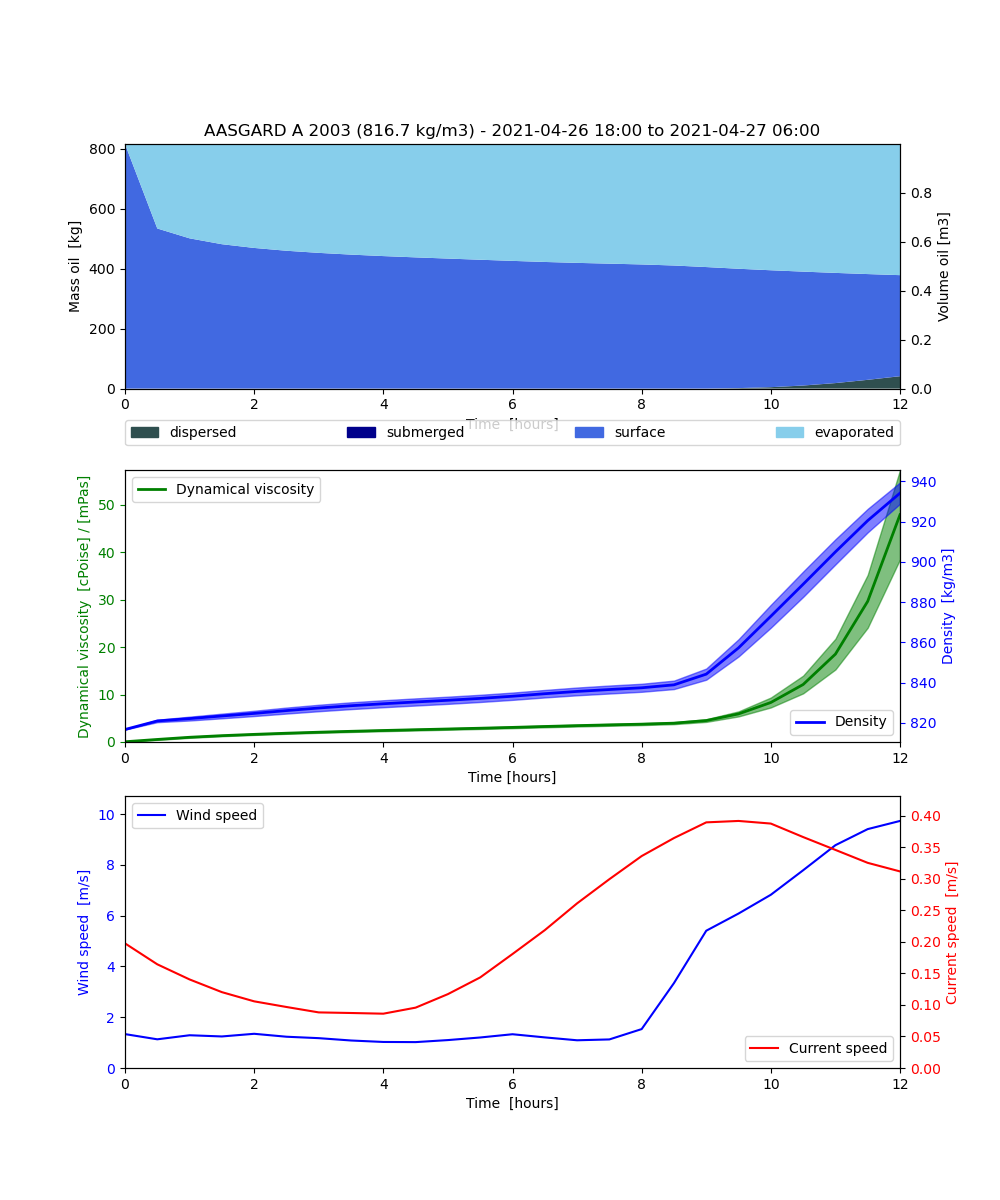 AASGARD A 2003 (816.7 kg/m3) - 2021-04-26 18:00 to 2021-04-27 06:00
Mass oil [kg]
800
600
400
200
0
0.8
0.6
0.4
0.2
0.0
Volume oil [m3]
0 2 4 6 8 10 12
Time [hours]
dispersed submerged surface evaporated
Dynamical viscosity [cPoise] / [mPas]
50
40
30
20
10
0
Dynamical viscosity
Density
940
920
900
880
860
840
820
Density [kg/m3]
0 2 4 6 8 10 12
Time [hours]
Wind speed [m/s]
10
8
6
4
2
0
Wind speed
Current speed
0.40
0.35
0.30
0.25
0.20
0.15
0.10
0.05
0.00
Current speed [m/s]
0 2 4 6 8 10 12
Time [hours]